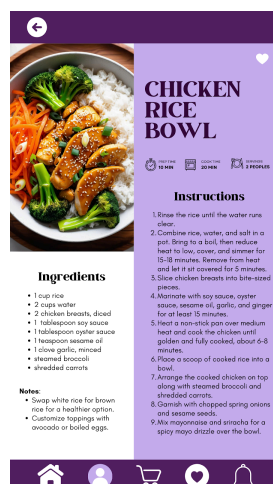 CHICKEN
RICE
BOWL
PREP TIME
10 MIN
COOK TIME
20 MIN
SERVINGS
2 PEOPLES
Instructions
1. Rinse the rice until the water runs
clear.
2. Combine rice, water, and salt in a
pot. Bring to a boil, then reduce
heat to low, cover, and simmer for
15-18 minutes. Remove from heat
and let it sit covered for 5 minutes.
3. Slice chicken breasts into bite-sized
pieces.
4. Marinate with soy sauce, oyster
sauce, sesame oil, garlic, and ginger
for at least 15 minutes.
5. Heat a non-stick pan over medium
heat and cook the chicken until
golden and fully cooked, about 6-8
minutes.
6. Place a scoop of cooked rice into a
bowl.
7. Arrange the cooked chicken on top
along with steamed broccoli and
shredded carrots.
8. Garnish with chopped spring onions
and sesame seeds.
9. Mix mayonnaise and sriracha for a
spicy mayo drizzle over the bowl.
Ingredients
• 1 cup rice
• 2 cups water
• 2 chicken breasts, diced
• 1 tablespoon soy sauce
• 1 tablespoon oyster sauce
• 1 teaspoon sesame oil
• 1 clove garlic, minced
• steamed broccoli
• shredded carrots
Notes:
• Swap white rice for brown
rice for a healthier option.
• Customize toppings with
avocado or boiled eggs.